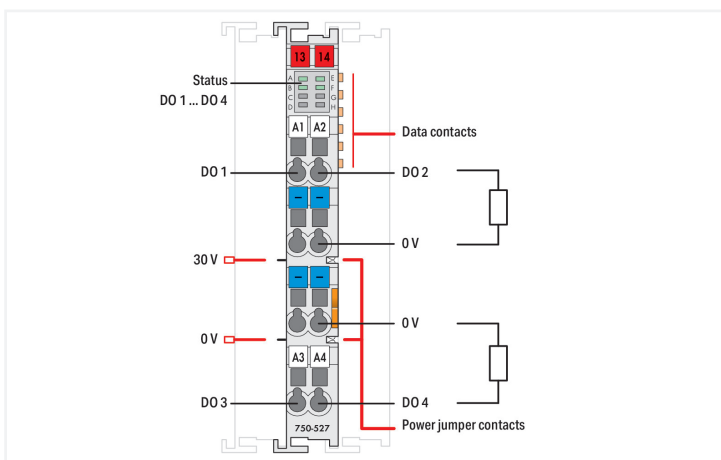 13 14
Status
DO 1 ... DO 4
A E
B F
C G
D H
A1 A2
Data contacts
DO 1
DO 2
– –
0 V
30 V
– –
0 V
0 V
A3 A4
DO 3
DO 4
Power jumper contacts
750-527